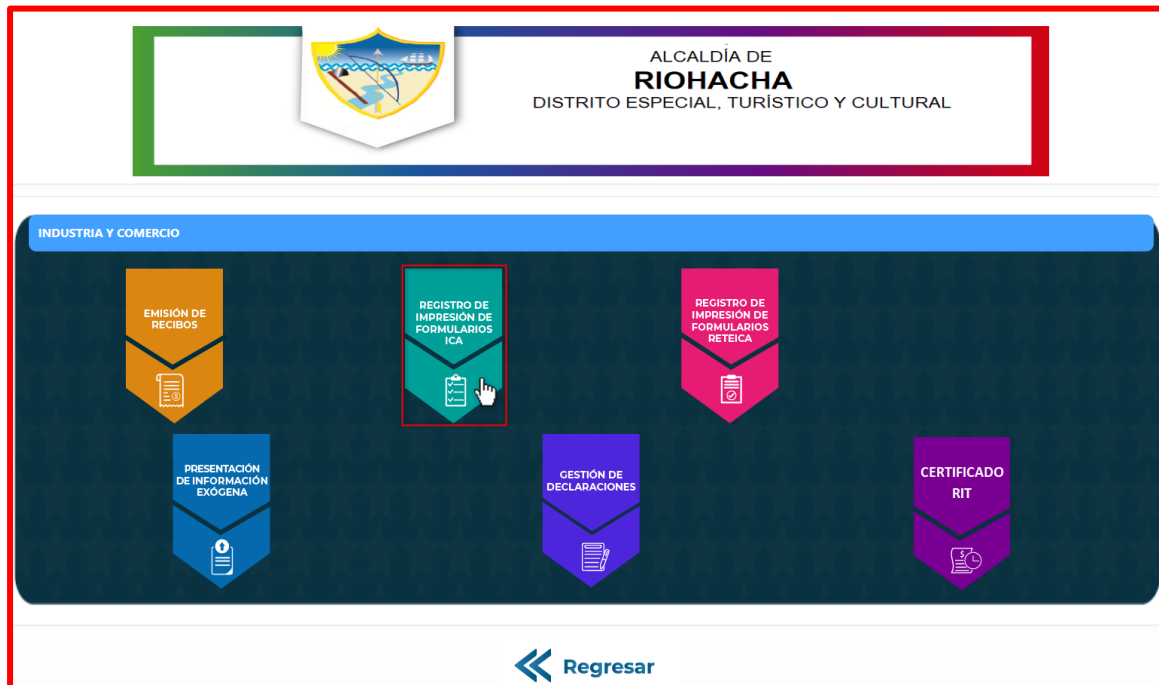 ALCALDÍA DE
RIOHACHA
DISTRITO ESPECIAL, TURÍSTICO Y CULTURAL
INDUSTRIA Y COMERCIO
EMISIÓN DE
RECIBOS
REGISTRO DE
IMPRESIÓN DE
FORMULARIOS
ICA
REGISTRO DE
IMPRESIÓN DE
FORMULARIOS
RETEICA
PRESENTACIÓN
DE INFORMACIÓN
EXÓGENA
GESTIÓN DE
DECLARACIONES
CERTIFICADO
RIT
Regresar